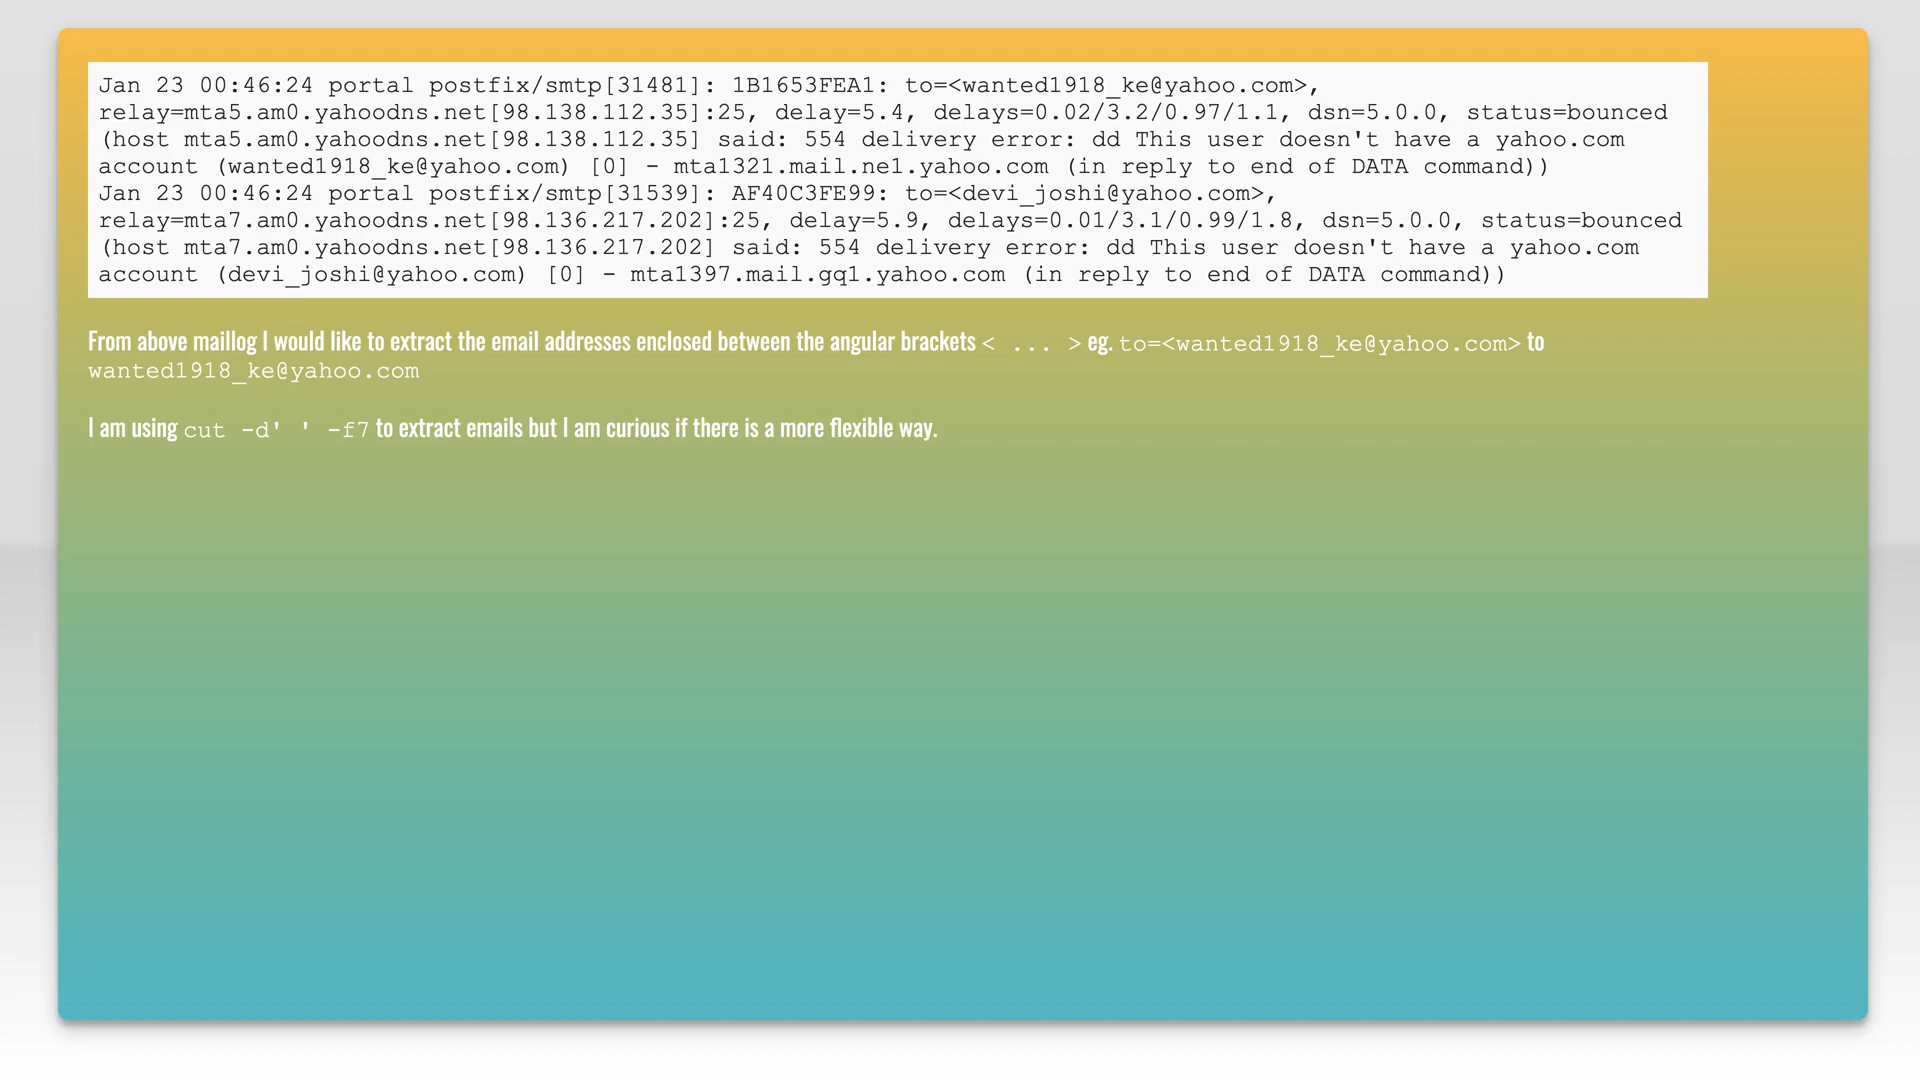 Jan 23 00:46:24 portal postfix/smtp[31481]: 1B1653FEA1: to=<wanted1918_ke@yahoo.com>,
relay=mta5.am0.yahoodns.net[98.138.112.35]:25, delay=5.4, delays=0.02/3.2/0.97/1.1, dsn=5.0.0, status=bounced
(host mta5.am0.yahoodns.net[98.138.112.35] said: 554 delivery error: dd This user doesn't have a yahoo.com
account (wanted1918_ke@yahoo.com) [0] - mta1321.mail.ne1.yahoo.com (in reply to end of DATA command))
Jan 23 00:46:24 portal postfix/smtp[31539]: AF40C3FE99: to=<devi_joshi@yahoo.com>,
relay=mta7.am0.yahoodns.net[98.136.217.202]:25, delay=5.9, delays=0.01/3.1/0.99/1.8, dsn=5.0.0, status=bounced
(host mta7.am0.yahoodns.net[98.136.217.202] said: 554 delivery error: dd This user doesn't have a yahoo.com
account (devi_joshi@yahoo.com) [0] - mta1397.mail.gq1.yahoo.com (in reply to end of DATA command))
From above maillog I would like to extract the email addresses enclosed between the angular brackets < ... > eg. to=<wanted1918_ke@yahoo.com> to
wanted1918_ke@yahoo.com
I am using cut -d' ' -f7 to extract emails but I am curious if there is a more flexible way.